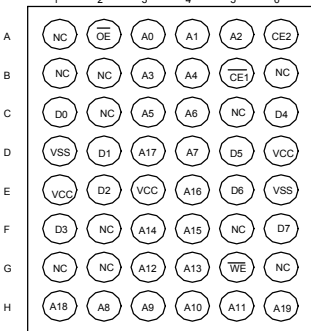 1 2 3 4 5 6
A NC OE A0 A1 A2 CE2
B NC NC A3 A4 CE1 NC
C D0 NC A5 A6 NC D4
D VSS D1 A17 A7 D5 VCC
E VCC D2 VCC A16 D6 VSS
F D3 NC A14 A15 NC D7
G NC NC A12 A13 WE NC
H A18 A8 A9 A10 A11 A19